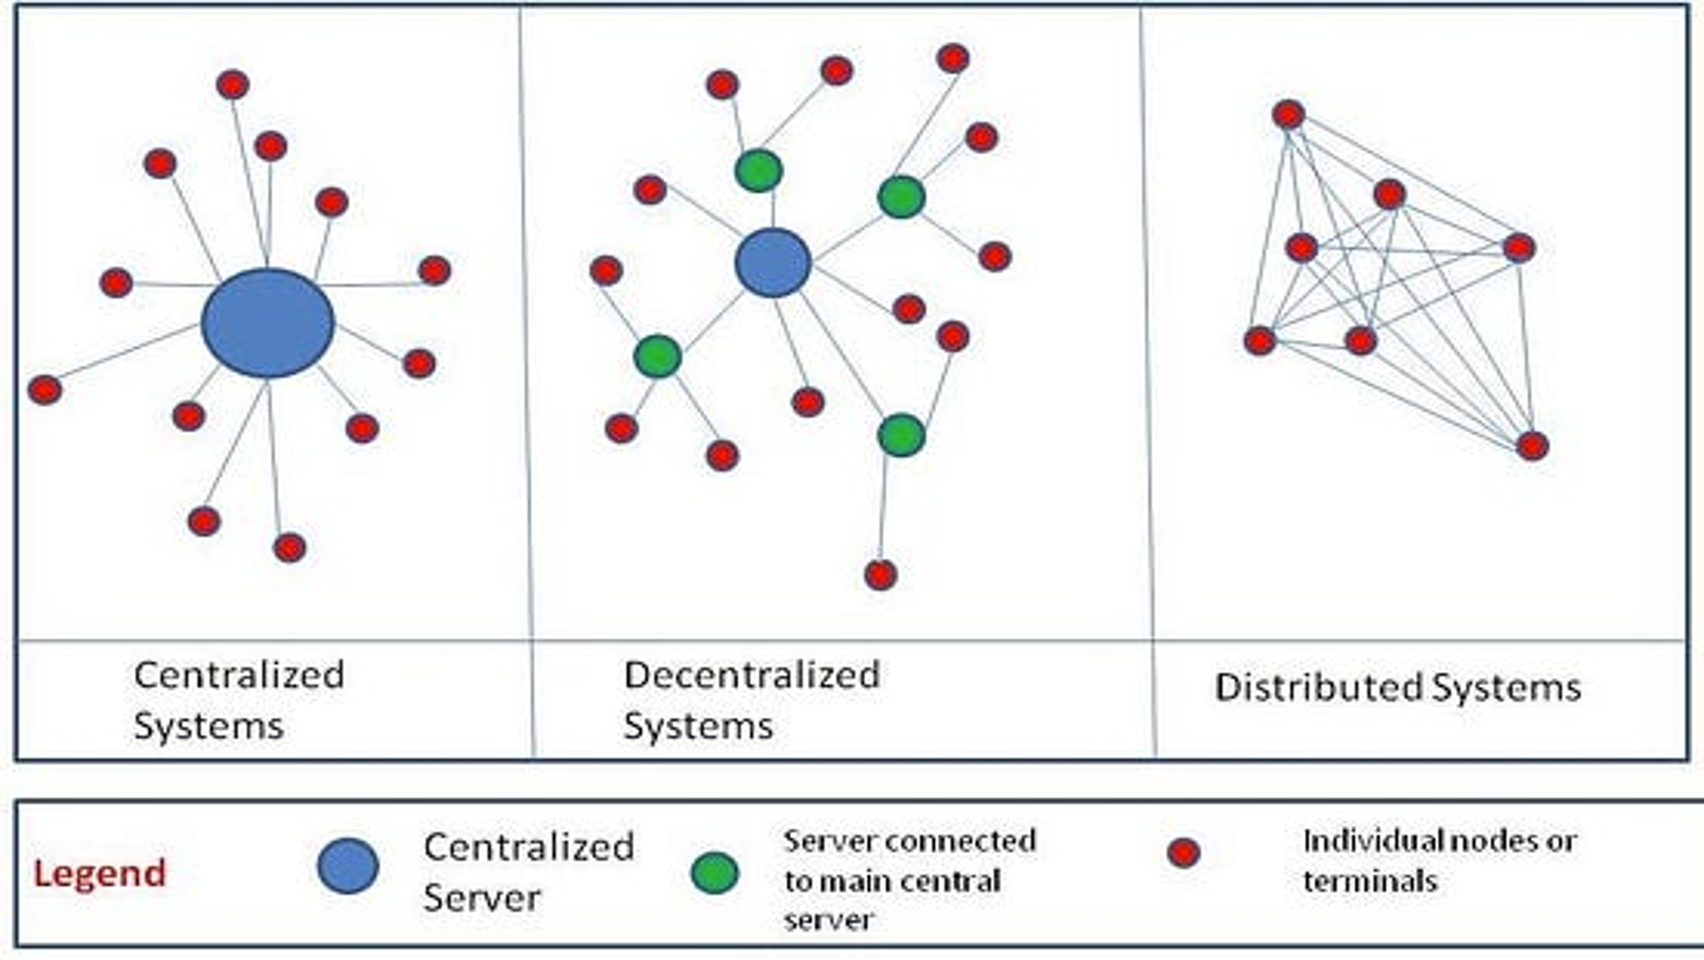 Centralized
Systems
Decentralized
Systems
Distributed Systems
Legend
Centralized
Server
Server connected
to main central
server
Individual nodes or
terminals